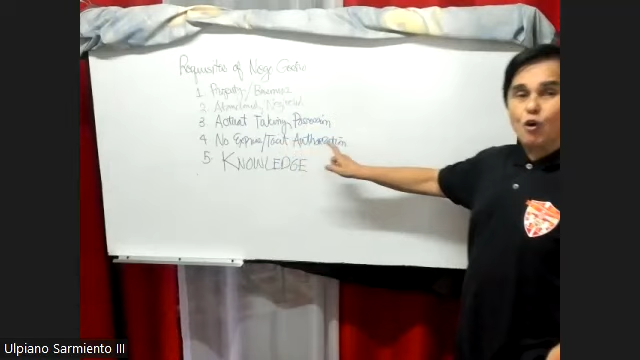 Requisites of Nego Gestio
1. Property/Business
2 Abandoned, Neglected
3 Actual Taking Possession
4 No Express/Tacit Authorization
5 KNOWLEDGE
Ulpiano Sarmiento III